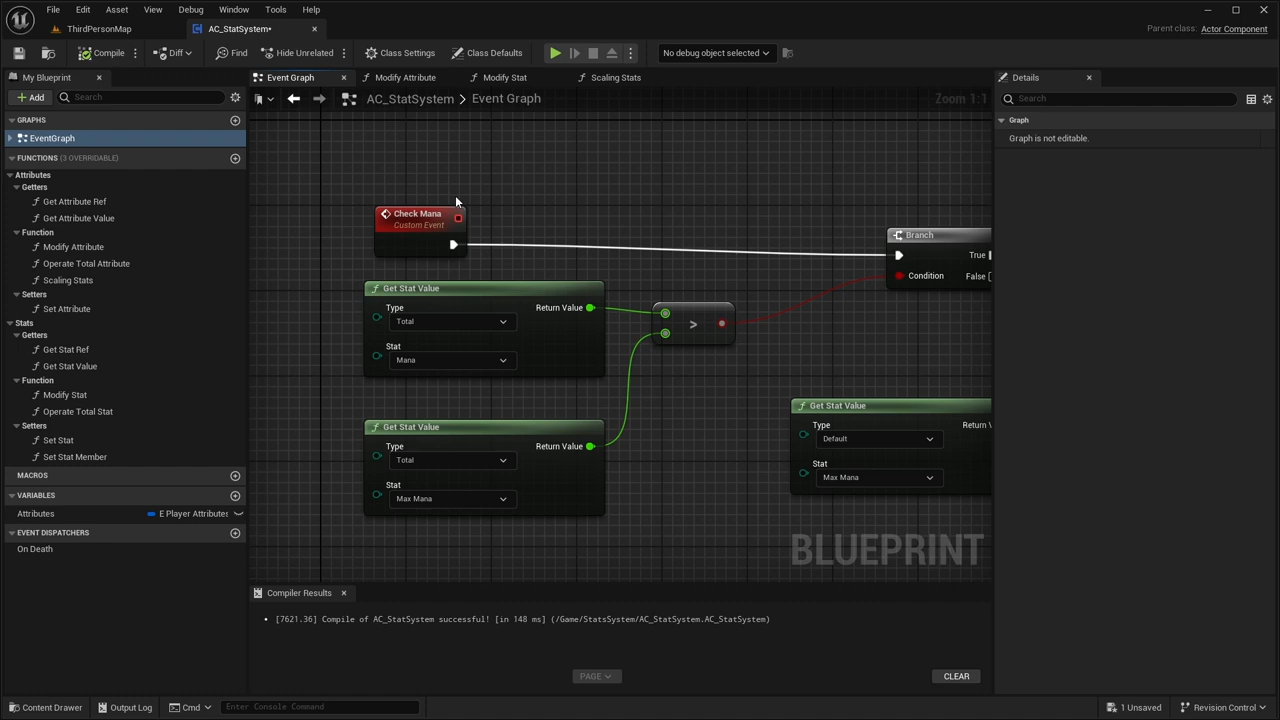 File Edit Asset View Debug Window Tools Help
ThirdPersonMap
AC_StatSystem•
Parent class: Actor Component
Compile
Diff
Find
Hide Unrelated
Class Settings
Class Defaults
No debug object selected
My Blueprint
Event Graph
Modify Attribute
Modify Stat
Scaling Stats
Details
Add
Search
AC_StatSystem > Event Graph
Zoom 1:1
Search
GRAPHS
EventGraph
FUNCTIONS (3 OVERRIDABLE)
Attributes
Getters
Get Attribute Ref
Get Attribute Value
Function
Modify Attribute
Operate Total Attribute
Scaling Stats
Setters
Set Attribute
Stats
Getters
Get Stat Ref
Get Stat Value
Function
Modify Stat
Operate Total Stat
Setters
Set Stat
Set Stat Member
MACROS
VARIABLES
Attributes
E Player Attributes
EVENT DISPATCHERS
On Death
Check Mana
Custom Event
Branch
True
Condition
False
Get Stat Value
Type
Return Value
Total
Stat
Mana
>
Get Stat Value
Type
Return Value
Total
Stat
Max Mana
Get Stat Value
Type
Return V
Default
Stat
Max Mana
BLUEPRINT
Graph
Graph is not editable.
Compiler Results
• [7621.36] Compile of AC_StatSystem successful! [in 148 ms] (/Game/StatsSystem/AC_StatSystem.AC_StatSystem)
PAGE
CLEAR
Content Drawer
Output Log
Cmd
Enter Console Command
1 Unsaved
Revision Control